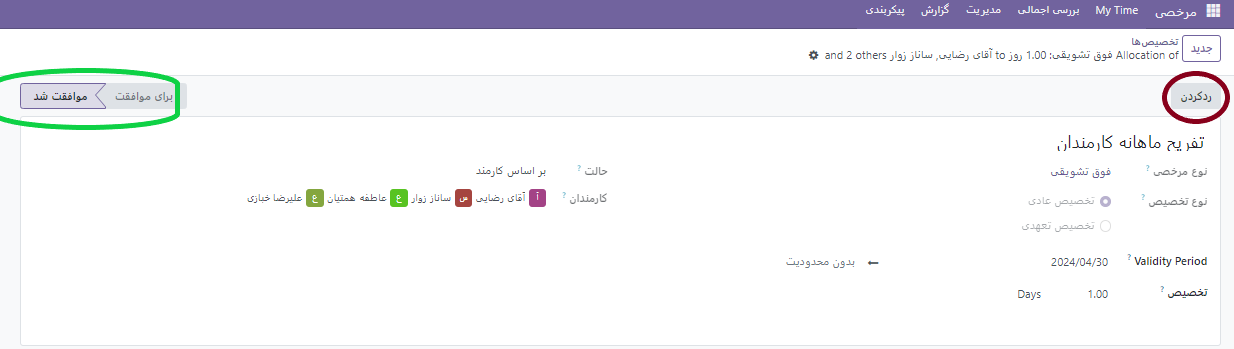 مرخصی My Time بررسی اجمالی مدیریت گزارش پیکربندی
جدید
تخصیص‌ها
Allocation of فوق تشویقی: 1.00 روز to آقای رضایی, ساناز زوار and 2 others
ردکردن
برای موافقت موافقت شد
تفریح ماهانه کارمندان
نوع مرخصی ? فوق تشویقی
نوع تخصیص ? تخصیص عادی
تخصیص تعهدی
Validity Period ? 2024/04/30 ← بدون محدودیت
تخصیص ? 1.00 Days
حالت ? بر اساس کارمند
کارمندان ? آ آقای رضایی س ساناز زوار ع عاطفه همتیان ع علیرضا خبازی